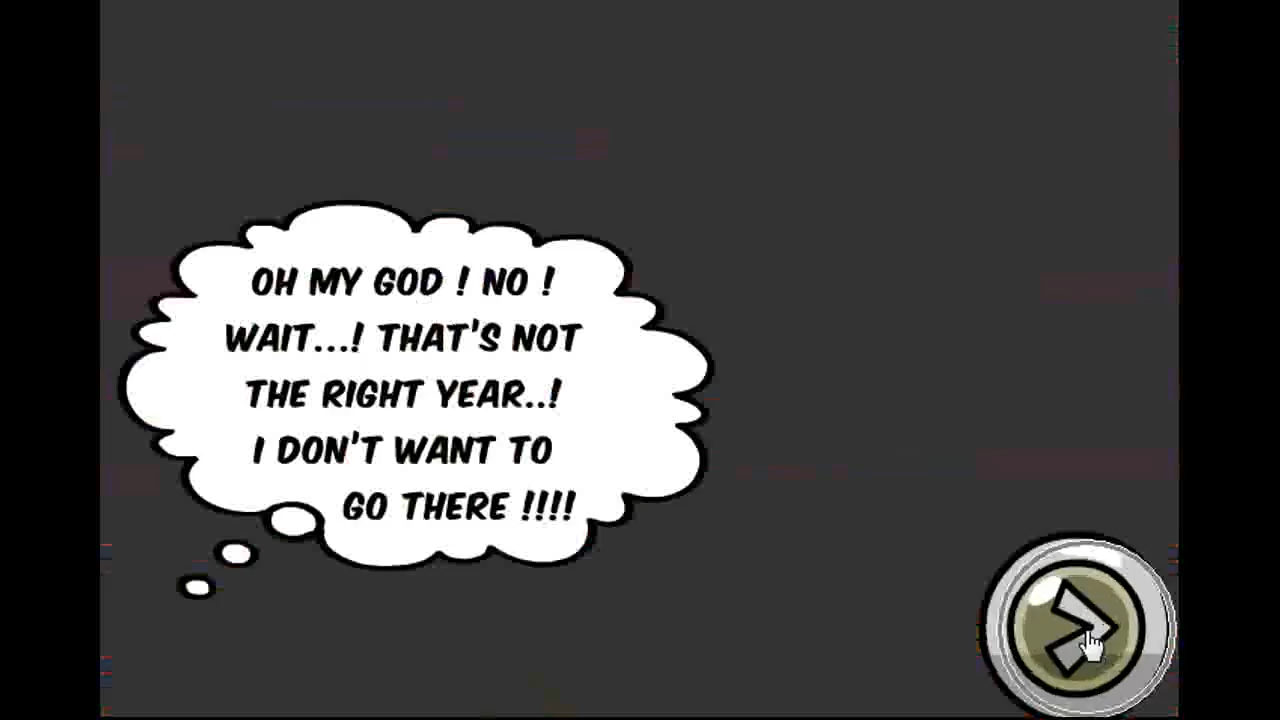 OH MY GOD ! NO !
WAIT...! THAT'S NOT
THE RIGHT YEAR..!
I DON'T WANT TO
GO THERE !!!!